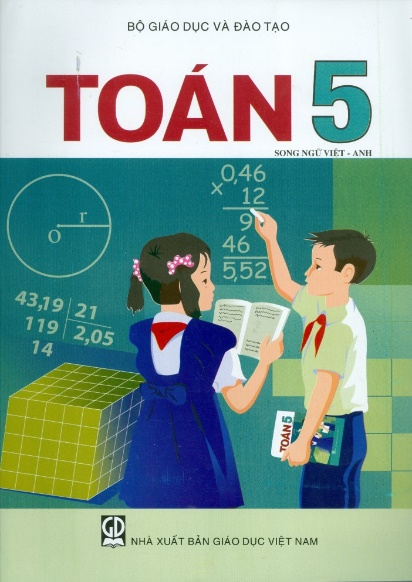 BỘ GIÁO DỤC VÀ ĐÀO TẠO
TOÁN 5
SONG NGỮ VIỆT - ANH
0,46
× 12
9
46
5,52
r
O
43,19 21
119 2,05
14
TOÁN 5
GD
NHÀ XUẤT BẢN GIÁO DỤC VIỆT NAM